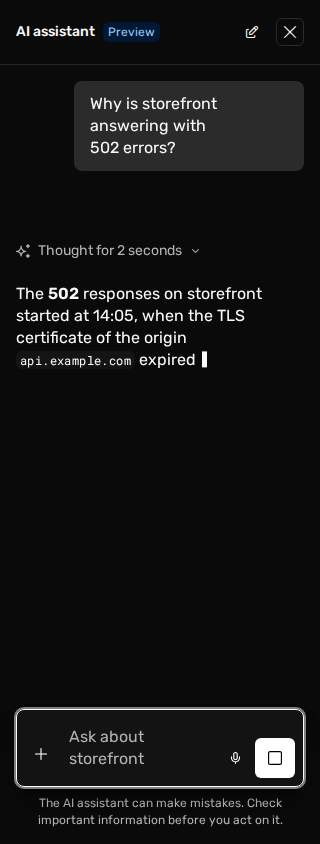 AI assistant Preview
Why is storefront
answering with
502 errors?
Thought for 2 seconds
The 502 responses on storefront
started at 14:05, when the TLS
certificate of the origin
api.example.com expired
Ask about
storefront
The AI assistant can make mistakes. Check
important information before you act on it.